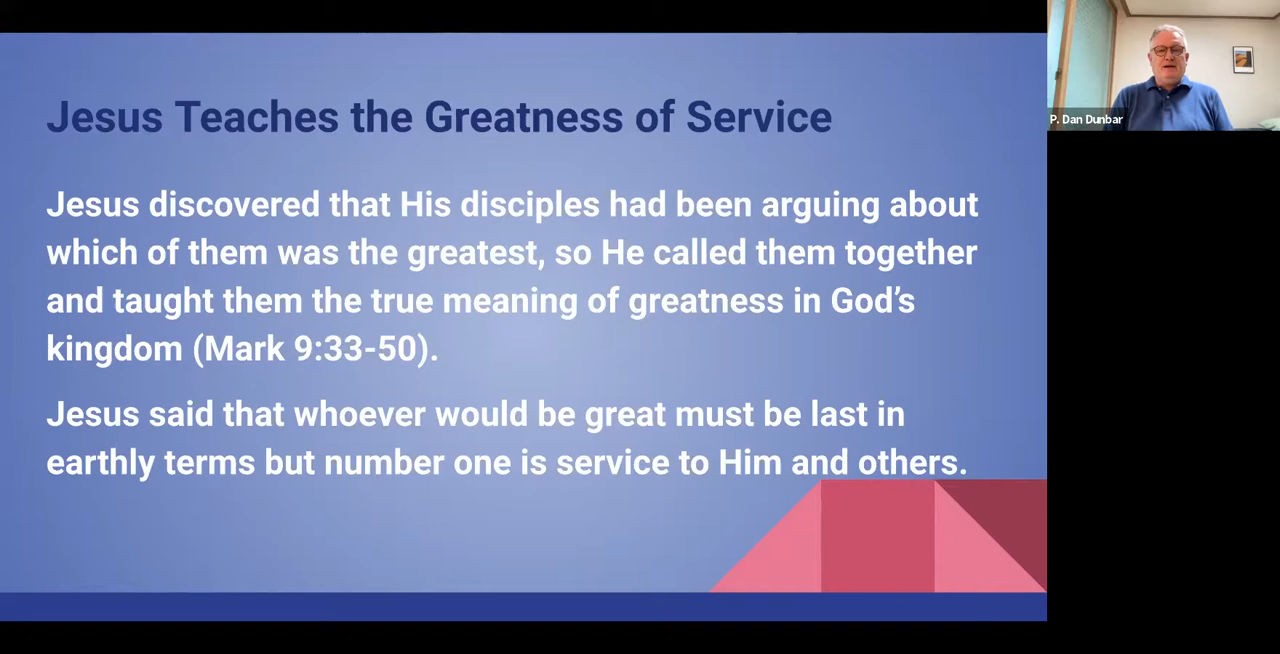 Jesus Teaches the Greatness of Service
Jesus discovered that His disciples had been arguing about
which of them was the greatest, so He called them together
and taught them the true meaning of greatness in God’s
kingdom (Mark 9:33-50).
Jesus said that whoever would be great must be last in
earthly terms but number one is service to Him and others.
P. Dan Dunbar